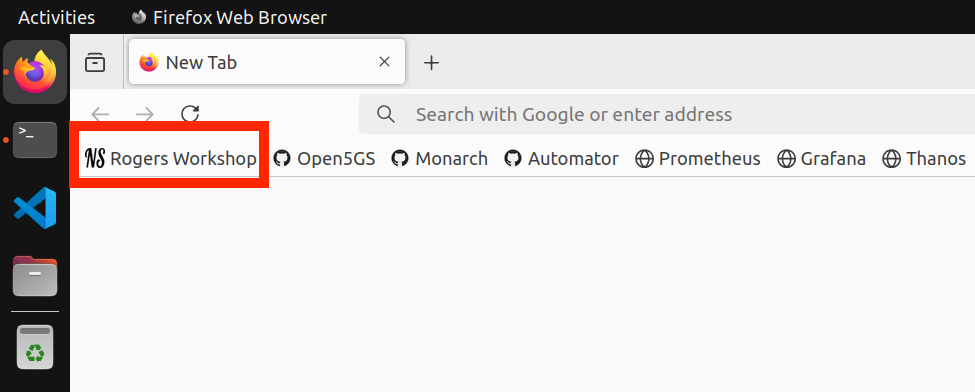 Activities Firefox Web Browser
New Tab
Search with Google or enter address
>_
NS Rogers Workshop Open5GS Monarch Automator Prometheus Grafana Thanos